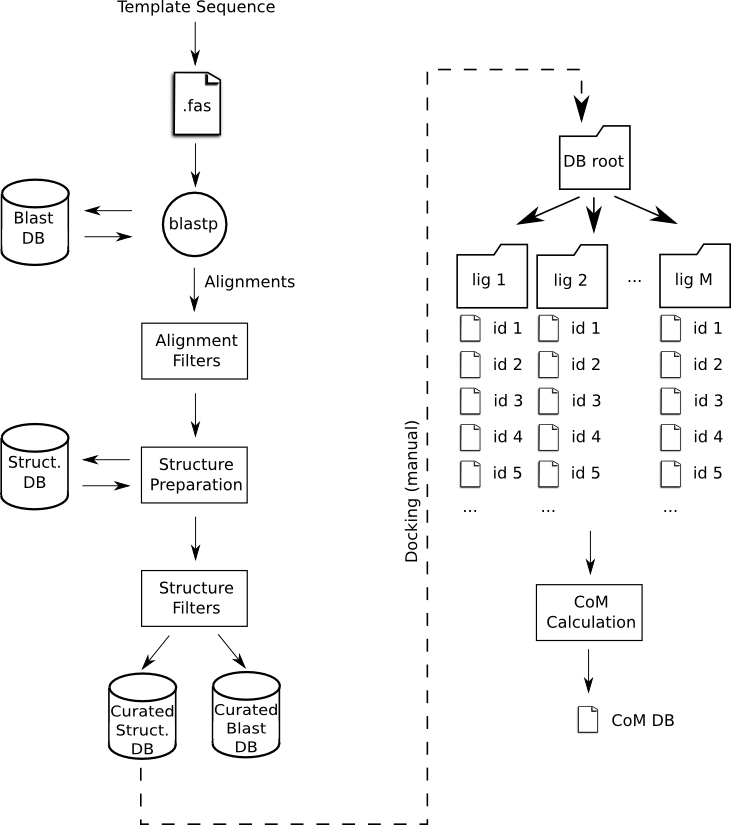 Template Sequence
.fas
Blast
DB
blastp
Alignments
Alignment
Filters
Struct.
DB
Structure
Preparation
Structure
Filters
Curated
Struct.
DB
Curated
Blast
DB
Docking (manual)
DB root
lig 1
lig 2
...
lig M
id 1
id 1
id 1
id 2
id 2
id 2
id 3
id 3
id 3
id 4
id 4
id 4
id 5
id 5
id 5
...
...
...
CoM
Calculation
CoM DB